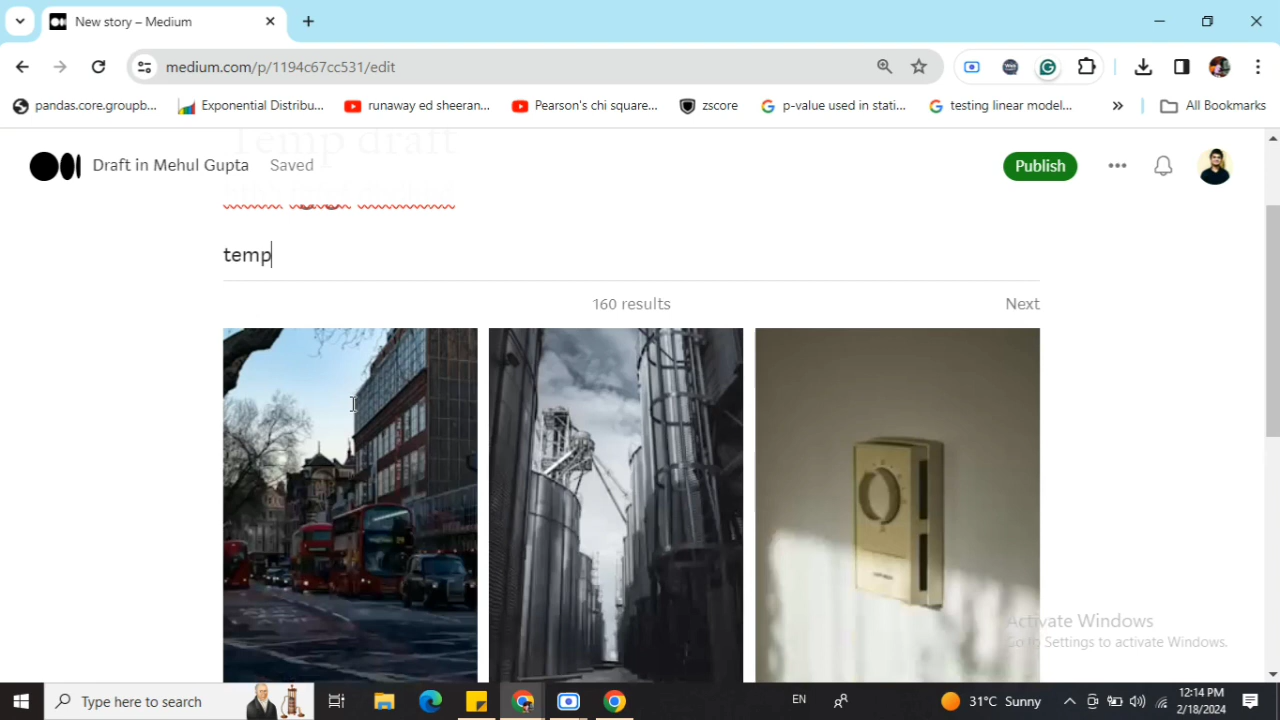 New story – Medium
medium.com/p/1194c67cc531/edit
pandas.core.groupb...
Exponential Distribu...
runaway ed sheeran...
Pearson's chi square...
zscore
p-value used in stati...
testing linear model...
»
All Bookmarks
Temp draft
Draft in Mehul Gupta
Saved
Publish
temp
160 results
Next
Activate Windows
Go to Settings to activate Windows.
Type here to search
EN
31°C Sunny
12:14 PM
2/18/2024